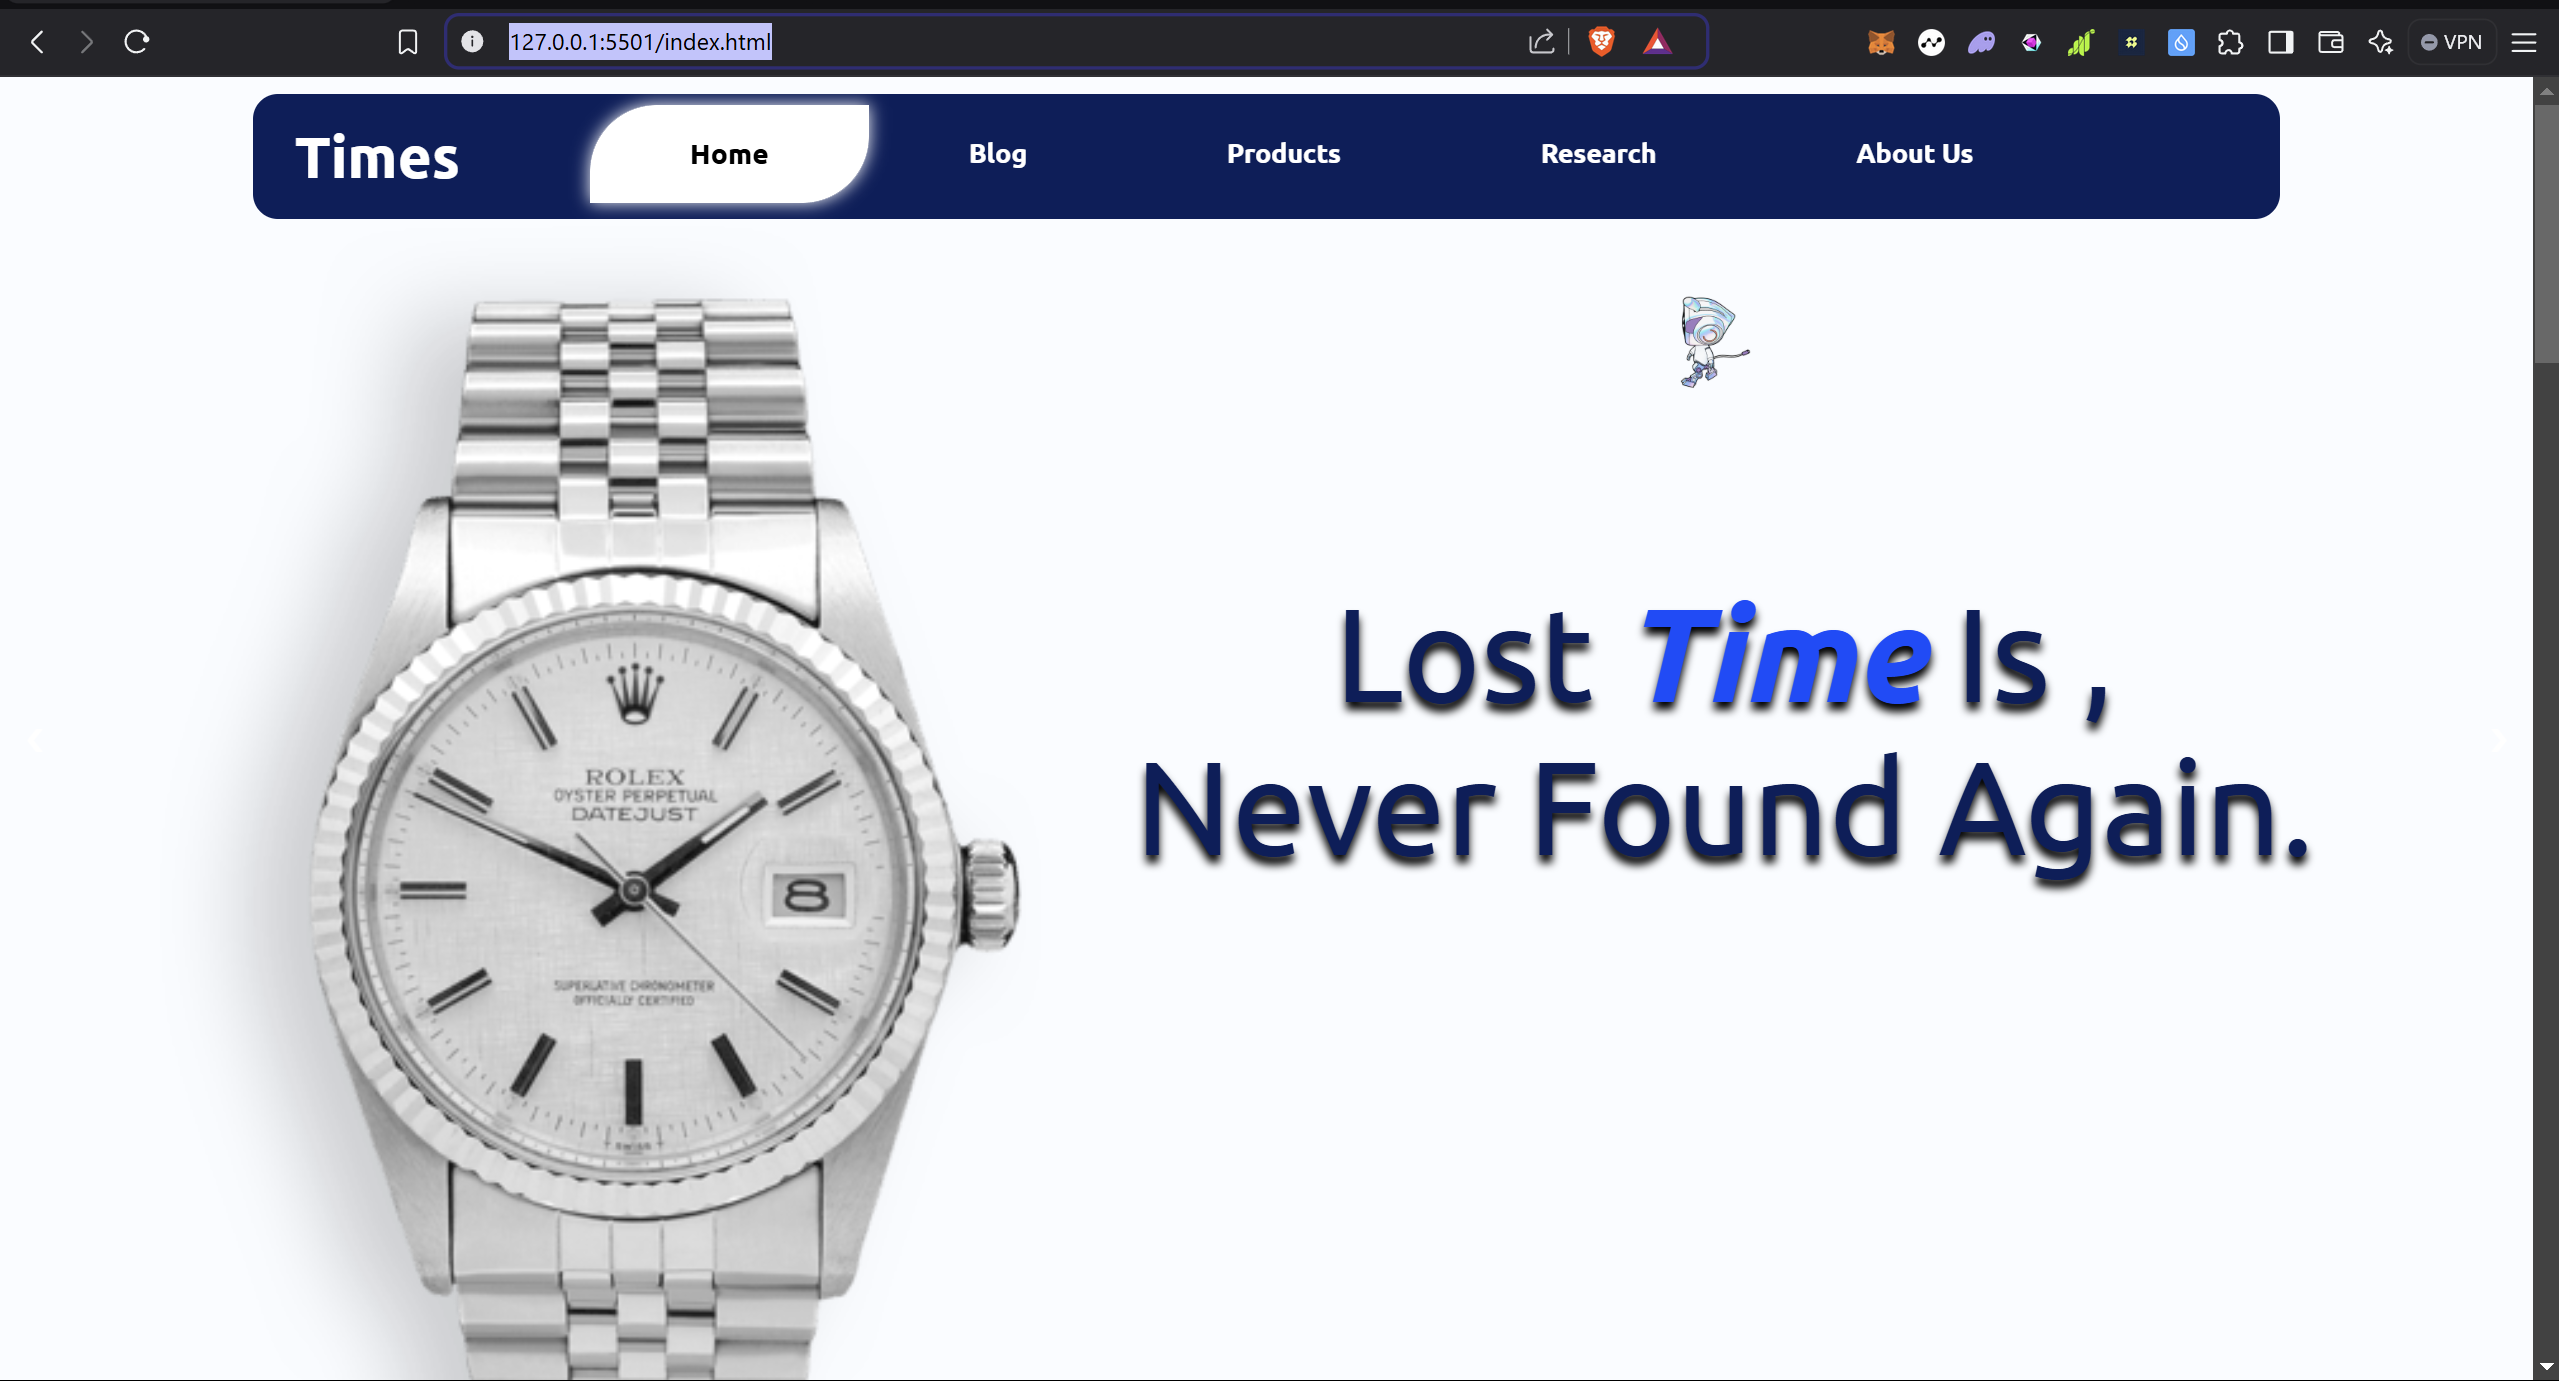 127.0.0.1:5501/index.html
VPN
Times
Home
Blog
Products
Research
About Us
Lost Time Is ,
Never Found Again.
ROLEX
OYSTER PERPETUAL
DATEJUST
8
SUPERLATIVE CHRONOMETER
OFFICIALLY CERTIFIED
T SWISS T